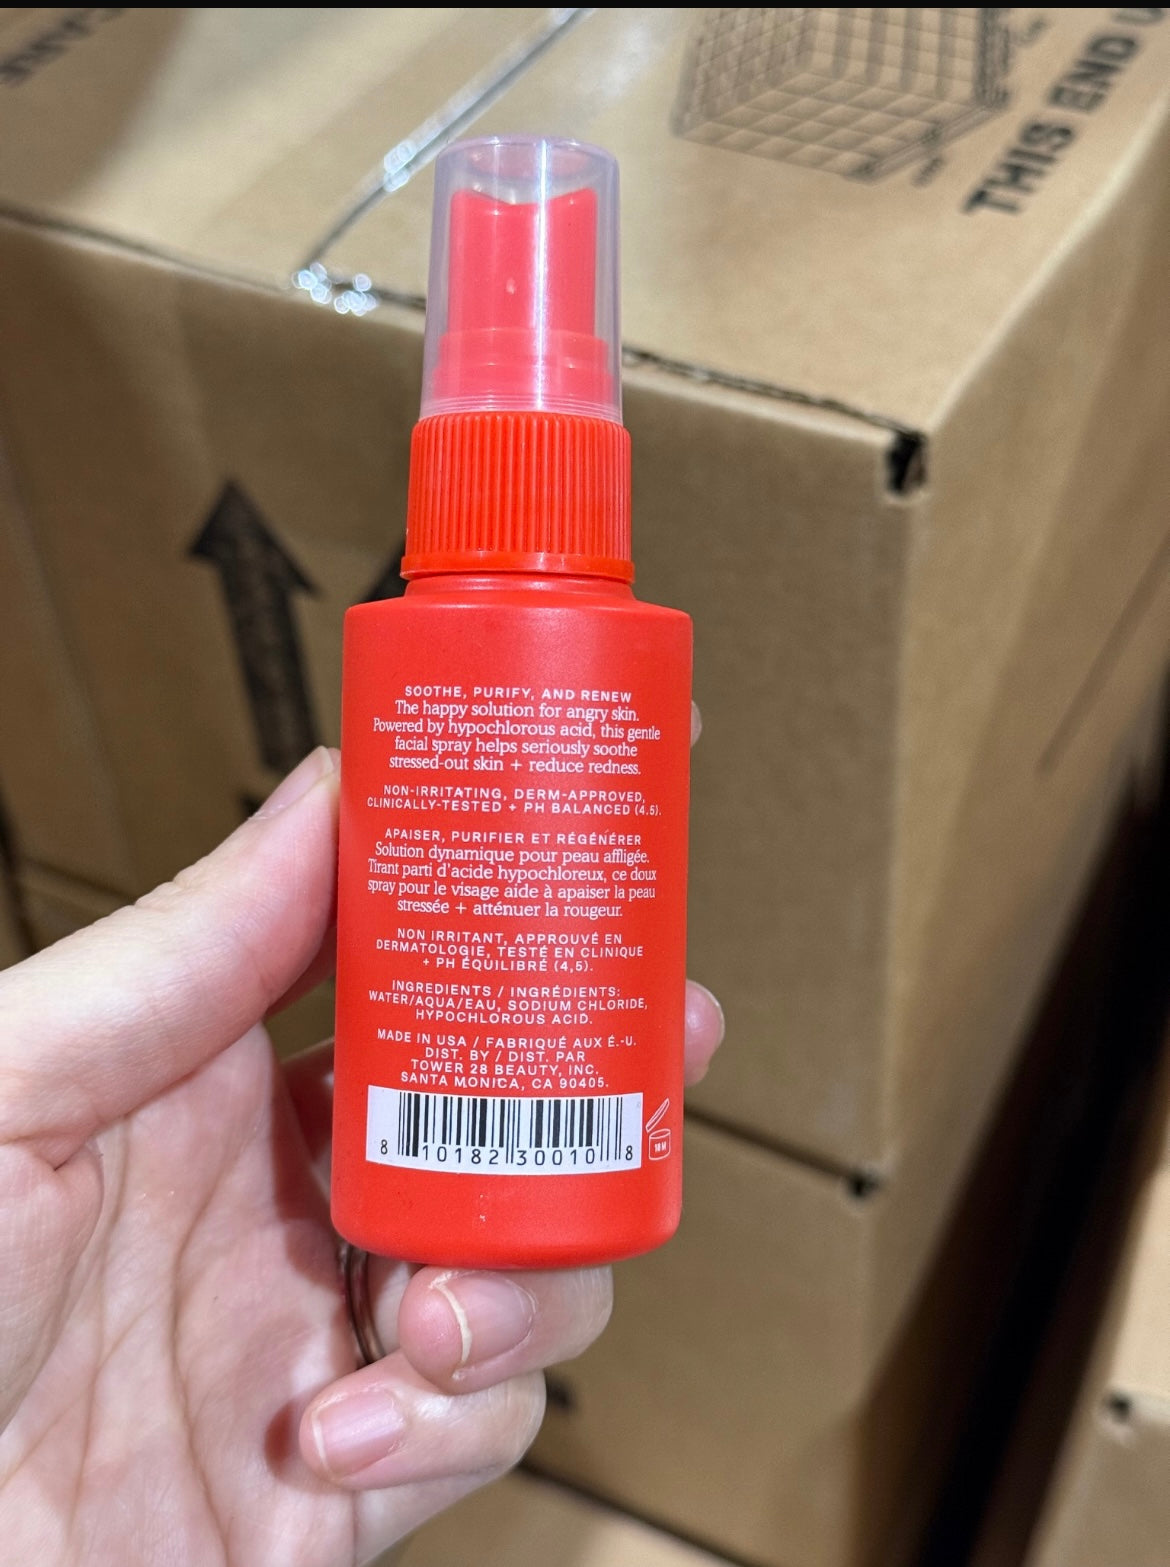 THIS END U
SOOTHE, PURIFY, AND RENEW
The happy solution for angry skin.
Powered by hypochlorous acid, this gentle
facial spray helps seriously soothe
stressed-out skin + reduce redness.
NON-IRRITATING, DERM-APPROVED,
CLINICALLY-TESTED + PH BALANCED (4.5).
APAISER, PURIFIER ET RÉGÉNÉRER
Solution dynamique pour peau affligée.
Tirant parti d'acide hypochloreux, ce doux
spray pour le visage aide à apaiser la peau
stressée + atténuer la rougeur.
NON IRRITANT, APPROUVÉ EN
DERMATOLOGIE, TESTÉ EN CLINIQUE
+ PH ÉQUILIBRÉ (4,5).
INGREDIENTS / INGRÉDIENTS:
WATER/AQUA/EAU, SODIUM CHLORIDE,
HYPOCHLOROUS ACID.
MADE IN USA / FABRIQUÉ AUX É.-U.
DIST. BY / DIST. PAR
TOWER 28 BEAUTY, INC.
SANTA MONICA, CA 90405.
8 10182 30010 8